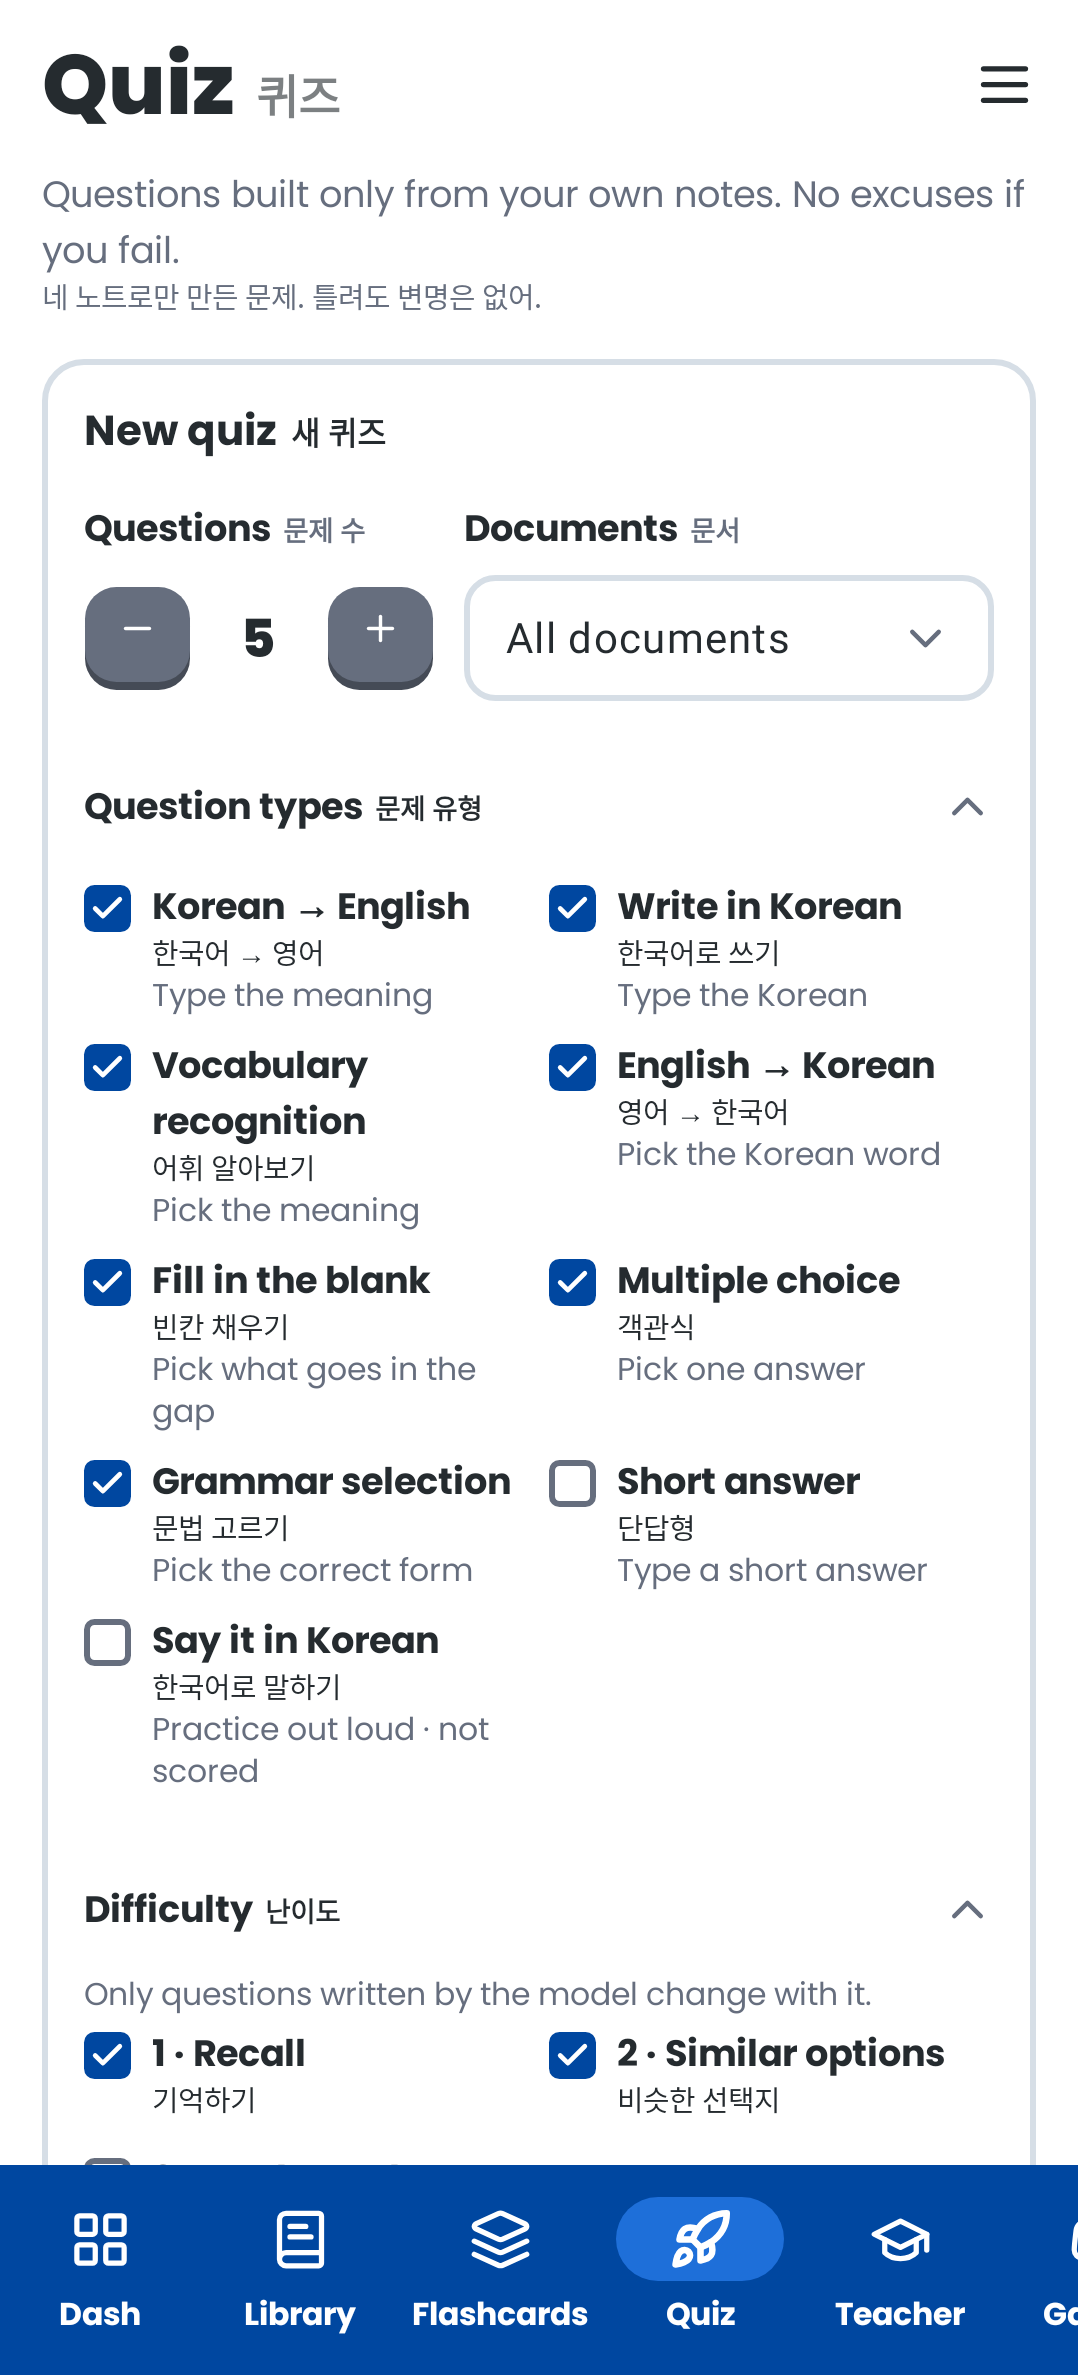 Quiz 퀴즈
Questions built only from your own notes. No excuses if
you fail.
네 노트로만 만든 문제. 틀려도 변명은 없어.
New quiz 새 퀴즈
Questions 문제 수
Documents 문서
− 5 +
All documents
Question types 문제 유형
Korean → English
한국어 → 영어
Type the meaning
Write in Korean
한국어로 쓰기
Type the Korean
Vocabulary
recognition
어휘 알아보기
Pick the meaning
English → Korean
영어 → 한국어
Pick the Korean word
Fill in the blank
빈칸 채우기
Pick what goes in the
gap
Multiple choice
객관식
Pick one answer
Grammar selection
문법 고르기
Pick the correct form
Short answer
단답형
Type a short answer
Say it in Korean
한국어로 말하기
Practice out loud · not
scored
Difficulty 난이도
Only questions written by the model change with it.
1 · Recall
기억하기
2 · Similar options
비슷한 선택지
Dash
Library
Flashcards
Quiz
Teacher